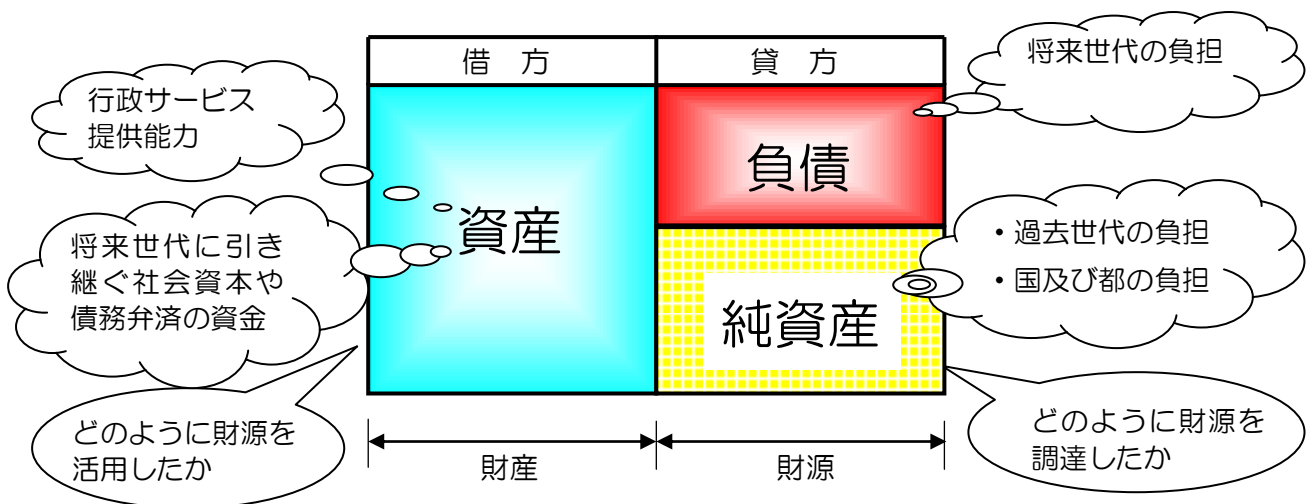 借 方
貸 方
将来世代の負担
行政サービス
提供能力
負債
資産
将来世代に引き
継ぐ社会資本や
債務弁済の資金
・過去世代の負担
・国及び都の負担
純資産
どのように財源を
活用したか
どのように財源を
調達したか
財産
財源